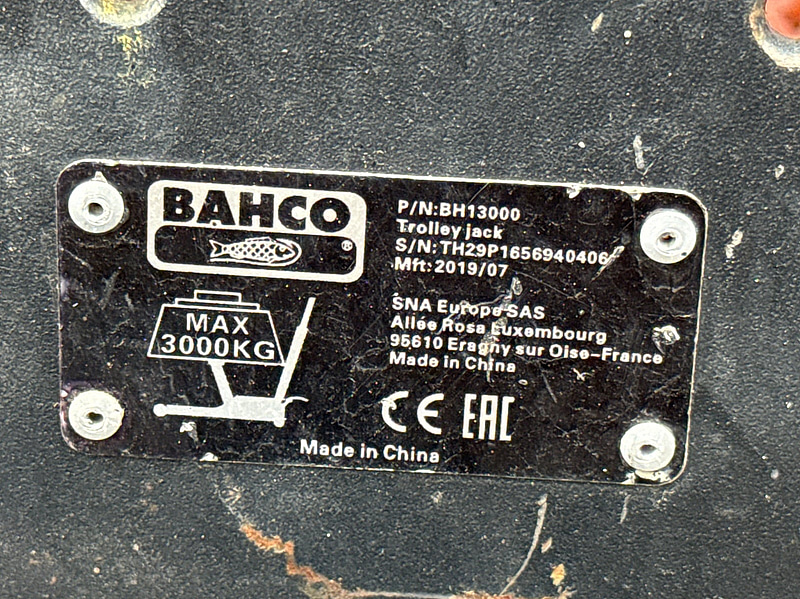 BAHCO
®
P/N:BH13000
Trolley jack
S/N:TH29P1656940406
Mft:2019/07
MAX
3000KG
SNA Europe SAS
Allée Rosa Luxembourg
95610 Eragny sur Oise-France
Made in China
CE EAC
Made in China